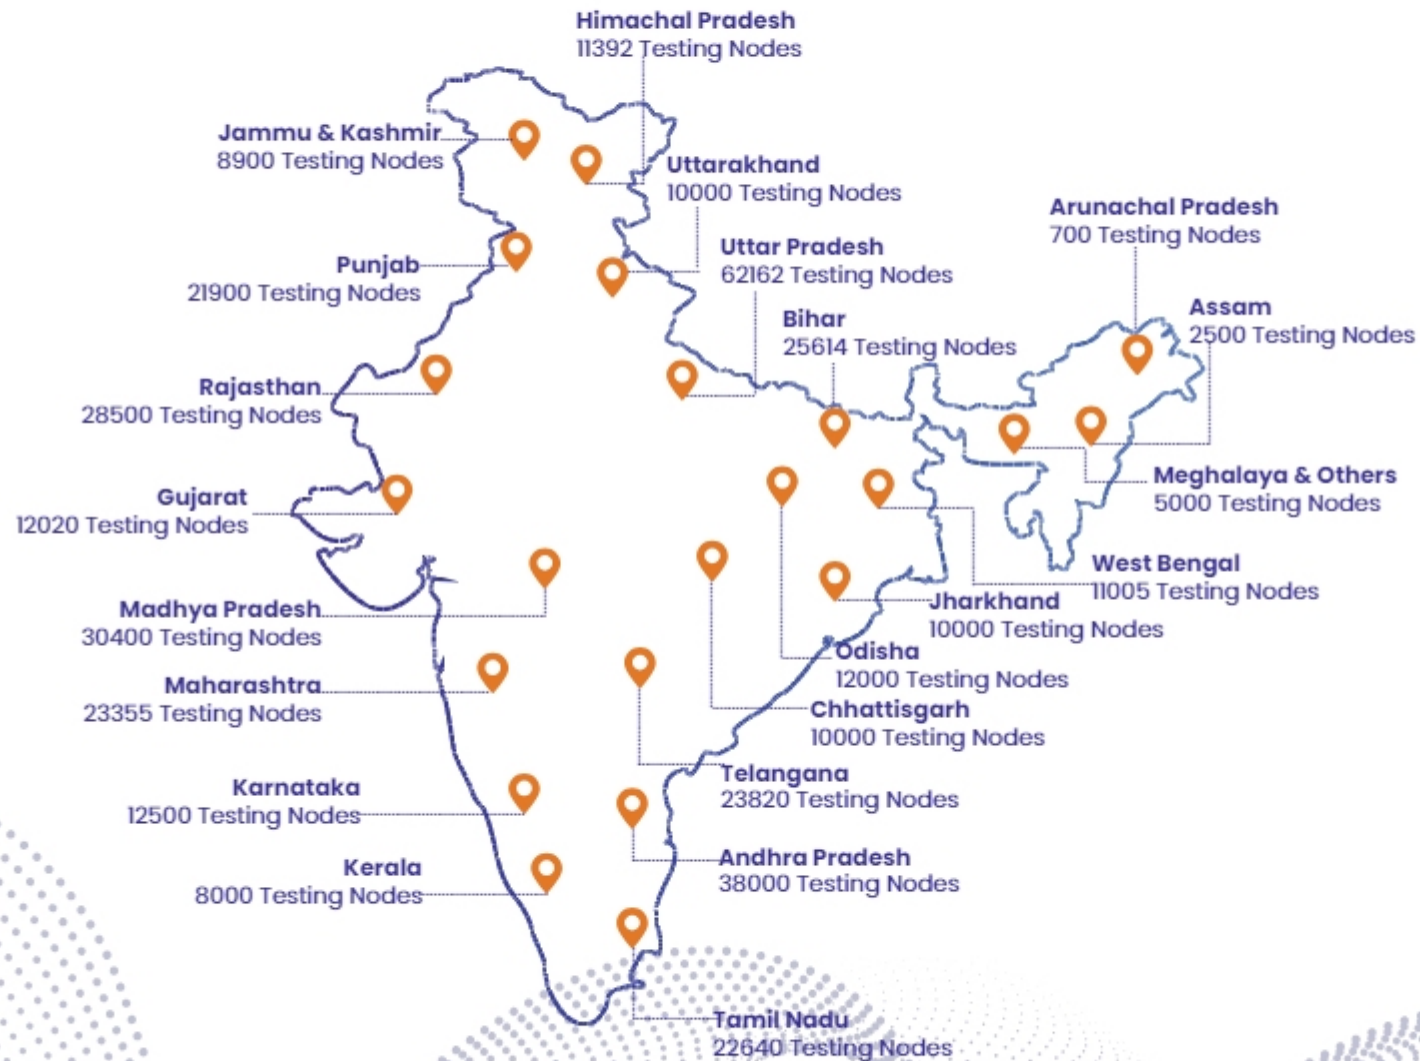 Himachal Pradesh
11392 Testing Nodes
Jammu & Kashmir
8900 Testing Nodes
Uttarakhand
10000 Testing Nodes
Arunachal Pradesh
700 Testing Nodes
Uttar Pradesh
62162 Testing Nodes
Punjab
21900 Testing Nodes
Assam
2500 Testing Nodes
Bihar
25614 Testing Nodes
Rajasthan
28500 Testing Nodes
Meghalaya & Others
5000 Testing Nodes
Gujarat
12020 Testing Nodes
West Bengal
11005 Testing Nodes
Jharkhand
10000 Testing Nodes
Madhya Pradesh
30400 Testing Nodes
Odisha
12000 Testing Nodes
Maharashtra
23355 Testing Nodes
Chhattisgarh
10000 Testing Nodes
Telangana
23820 Testing Nodes
Karnataka
12500 Testing Nodes
Andhra Pradesh
38000 Testing Nodes
Kerala
8000 Testing Nodes
Tamil Nadu
22640 Testing Nodes